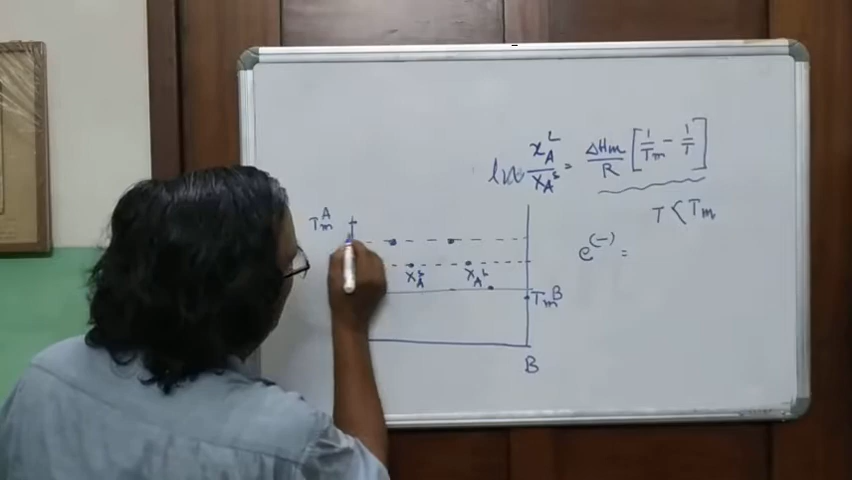 ln x_A^L / x_A^s = ΔHm / R [ 1/Tm - 1/T ]
T < Tm
e^(-) =
T_m^A
X_A^s X_A^L
T_m^B
B